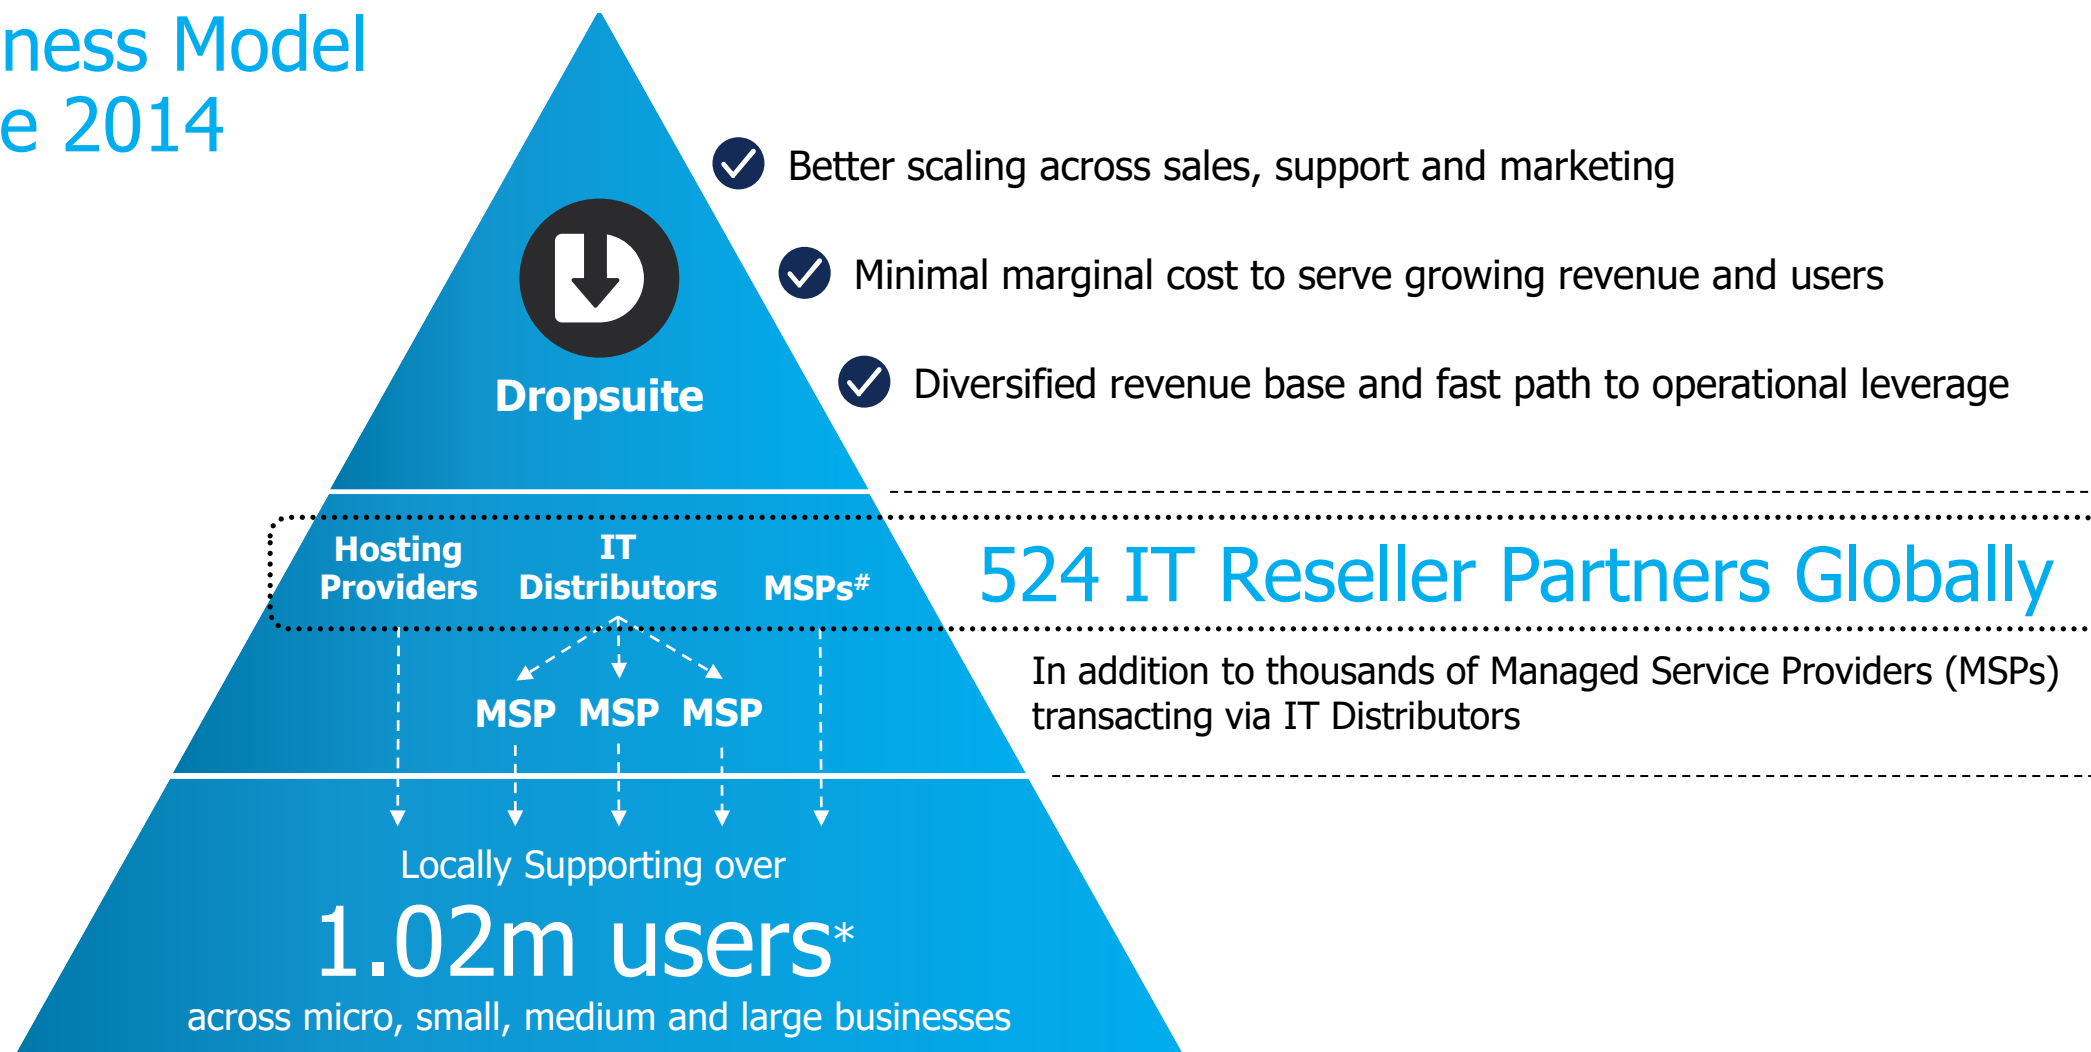 ness Model
e 2014
Better scaling across sales, support and marketing
Minimal marginal cost to serve growing revenue and users
Diversified revenue base and fast path to operational leverage
Dropsuite
Hosting
Providers
IT
Distributors
MSPs#
524 IT Reseller Partners Globally
In addition to thousands of Managed Service Providers (MSPs)
transacting via IT Distributors
MSP MSP MSP
Locally Supporting over
1.02m users*
across micro, small, medium and large businesses